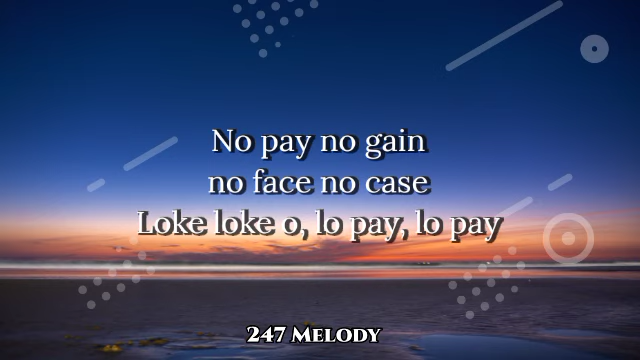 No pay no gain
no face no case
Loke loke o, lo pay, lo pay
247 Melody